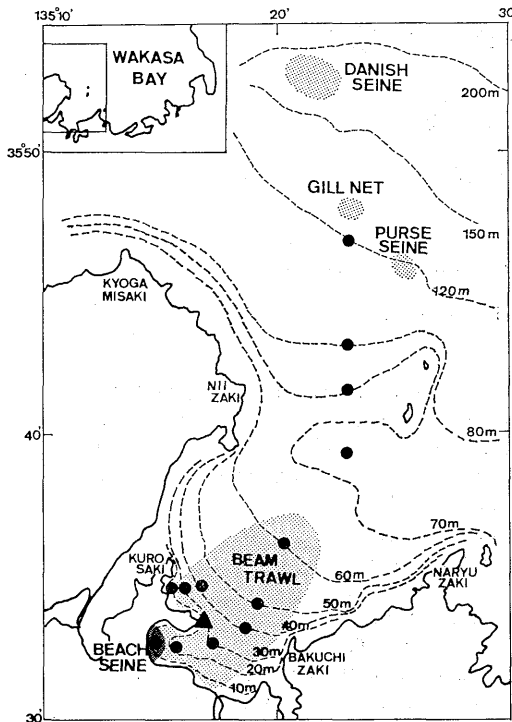 135°10'
20'
30'
WAKASA
BAY
DANISH
SEINE
200m
35°50'
GILL NET
150m
PURSE
SEINE
120m
KYOGA
MISAKI
NII
ZAKI
40'
80m
70m
KURO
SAKI
BEAM
TRAWL
NARYU
ZAKI
60m
50m
40m
BEACH
SEINE
30m
BAKUCHI
ZAKI
20m
10m
30'